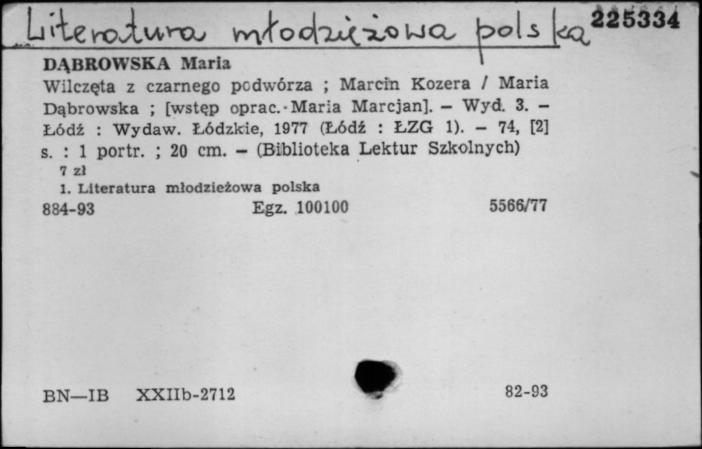 Literatura młodzieżowa polska
225334
DĄBROWSKA Maria
Wilczęta z czarnego podwórza ; Marcin Kozera / Maria
Dąbrowska ; [wstęp oprac. Maria Marcjan]. — Wyd. 3. —
Łódź : Wydaw. Łódzkie, 1977 (Łódź : ŁZG 1). — 74, [2]
s. : 1 portr. ; 20 cm. — (Biblioteka Lektur Szkolnych)
7 zł
1. Literatura młodzieżowa polska
884-93 Egz. 100100 5566/77
BN—IB XXIIb-2712 82-93